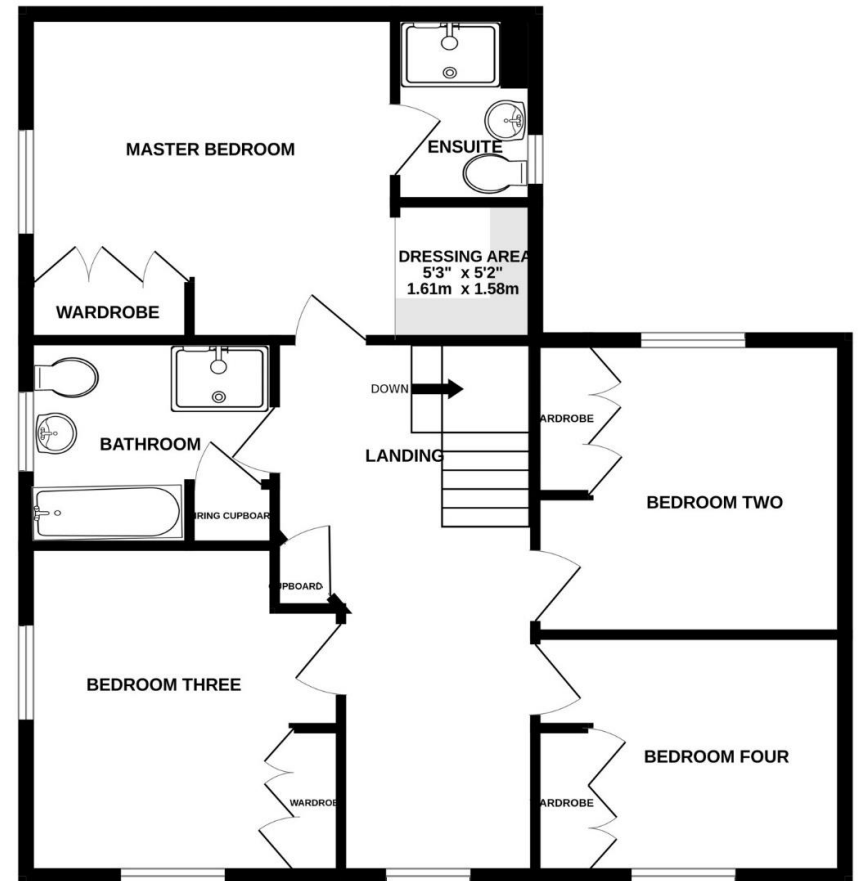 MASTER BEDROOM
ENSUITE
DRESSING AREA
5'3" x 5'2"
1.61m x 1.58m
WARDROBE
DOWN
BATHROOM
LANDING
ARDROBE
BEDROOM TWO
IRING CUPBOAR
UPBOARD
BEDROOM THREE
BEDROOM FOUR
WARDROBE
ARDROBE